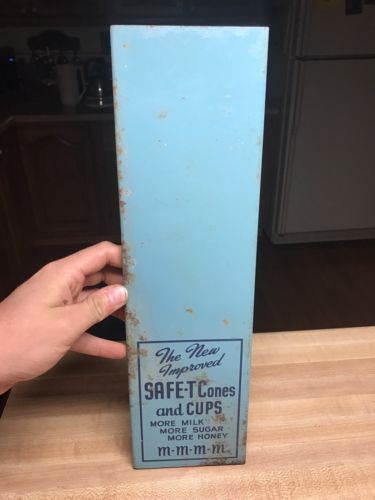 The New
Improved
SAFE-T Cones
and CUPS
MORE MILK
MORE SUGAR
MORE HONEY
m-m-m-m